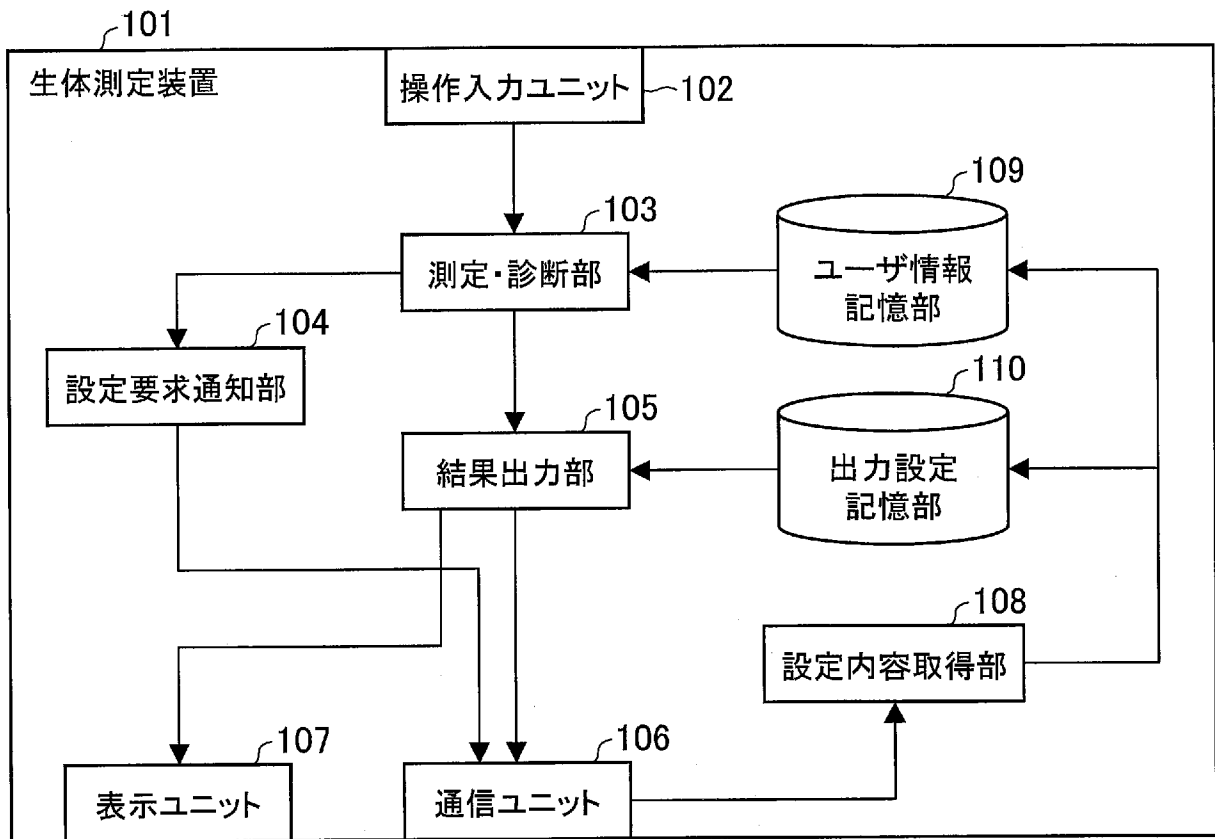 101
生体測定装置
操作入力ユニット
102
103
測定・診断部
109
ユーザ情報
記憶部
104
設定要求通知部
105
結果出力部
110
出力設定
記憶部
108
設定内容取得部
107
表示ユニット
106
通信ユニット